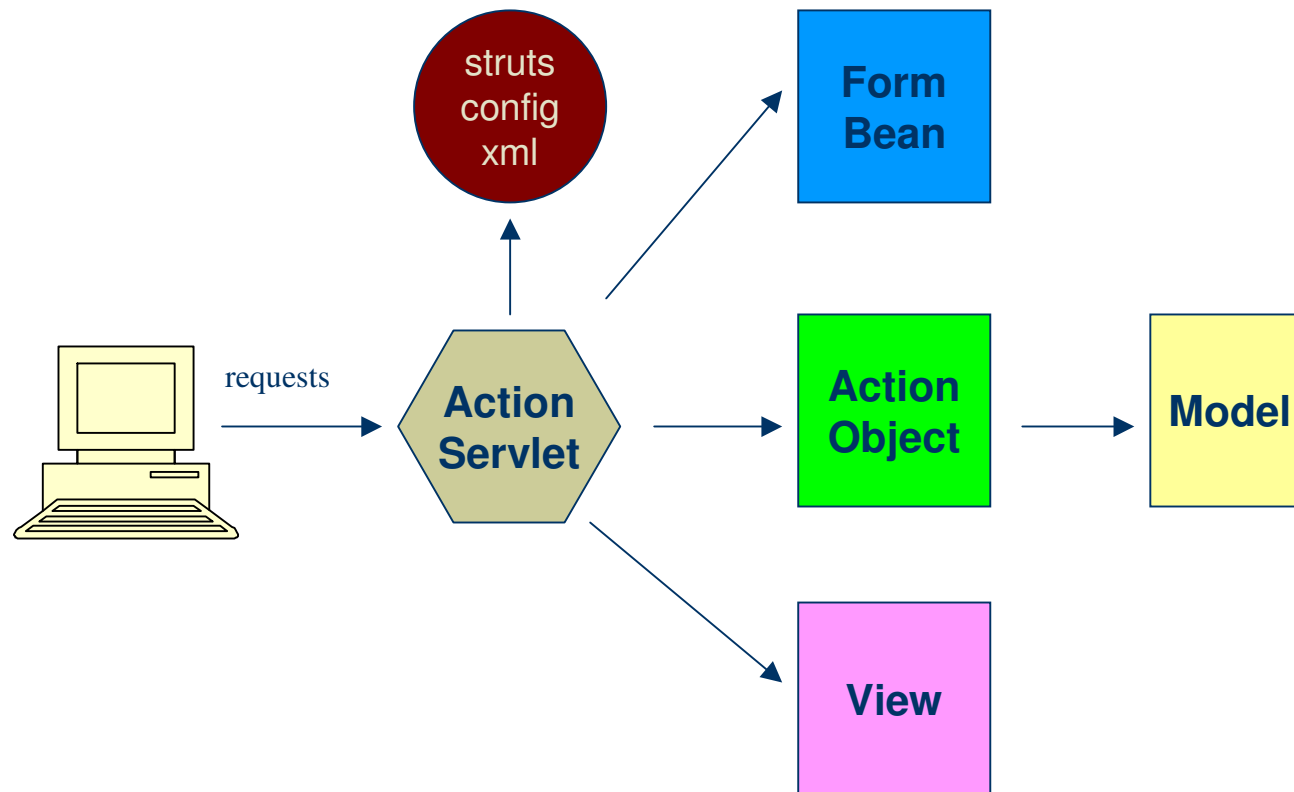 struts
config
xml
Form
Bean
requests
Action
Servlet
Action
Object
Model
View